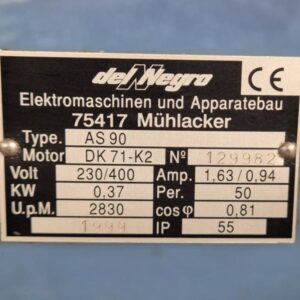 del Negro CE
Elektromaschinen und Apparatebau
75417 Mühlacker
Type. AS 90
Motor DK 71-K2 Nº 129982
Volt 230/400 Amp. 1,63/0,94
KW 0,37 Per. 50
U.p.M. 2830 cos φ 0,81
1999 IP 55